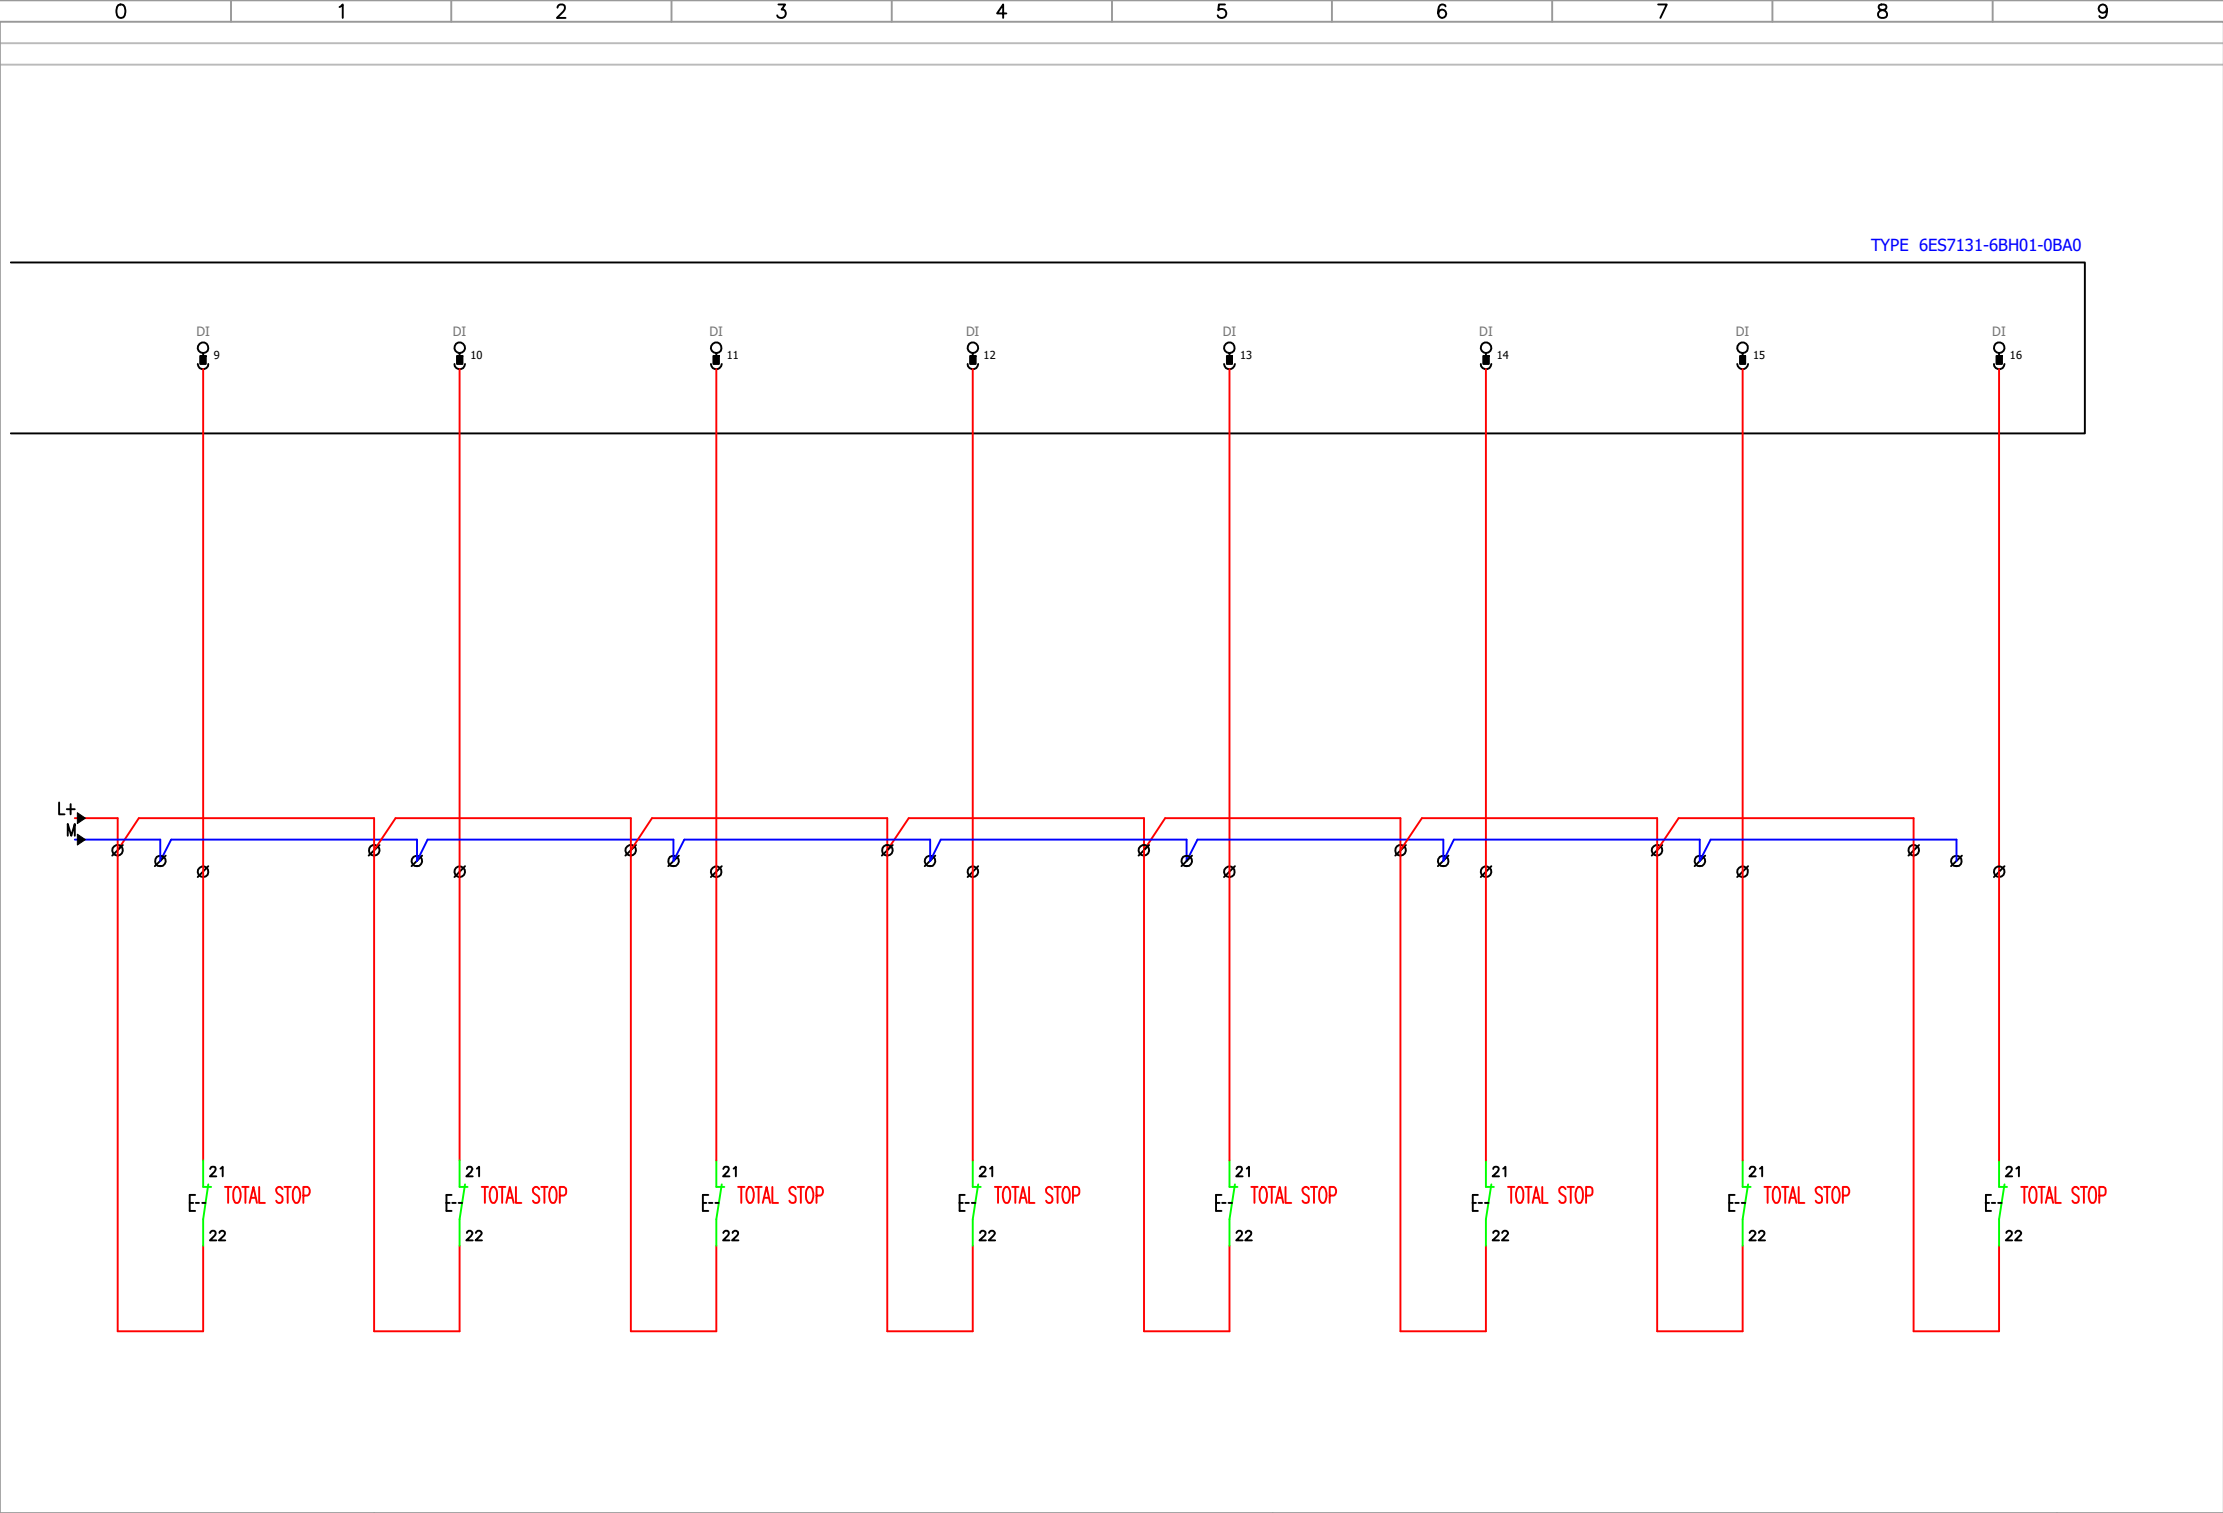 0 1 2 3 4 5 6 7 8 9
TYPE 6ES7131-6BH01-0BA0
DI DI DI DI DI DI DI DI
9 10 11 12 13 14 15 16
L+
M
21 21 21 21 21 21 21 21
TOTAL STOP TOTAL STOP TOTAL STOP TOTAL STOP TOTAL STOP TOTAL STOP TOTAL STOP TOTAL STOP
22 22 22 22 22 22 22 22